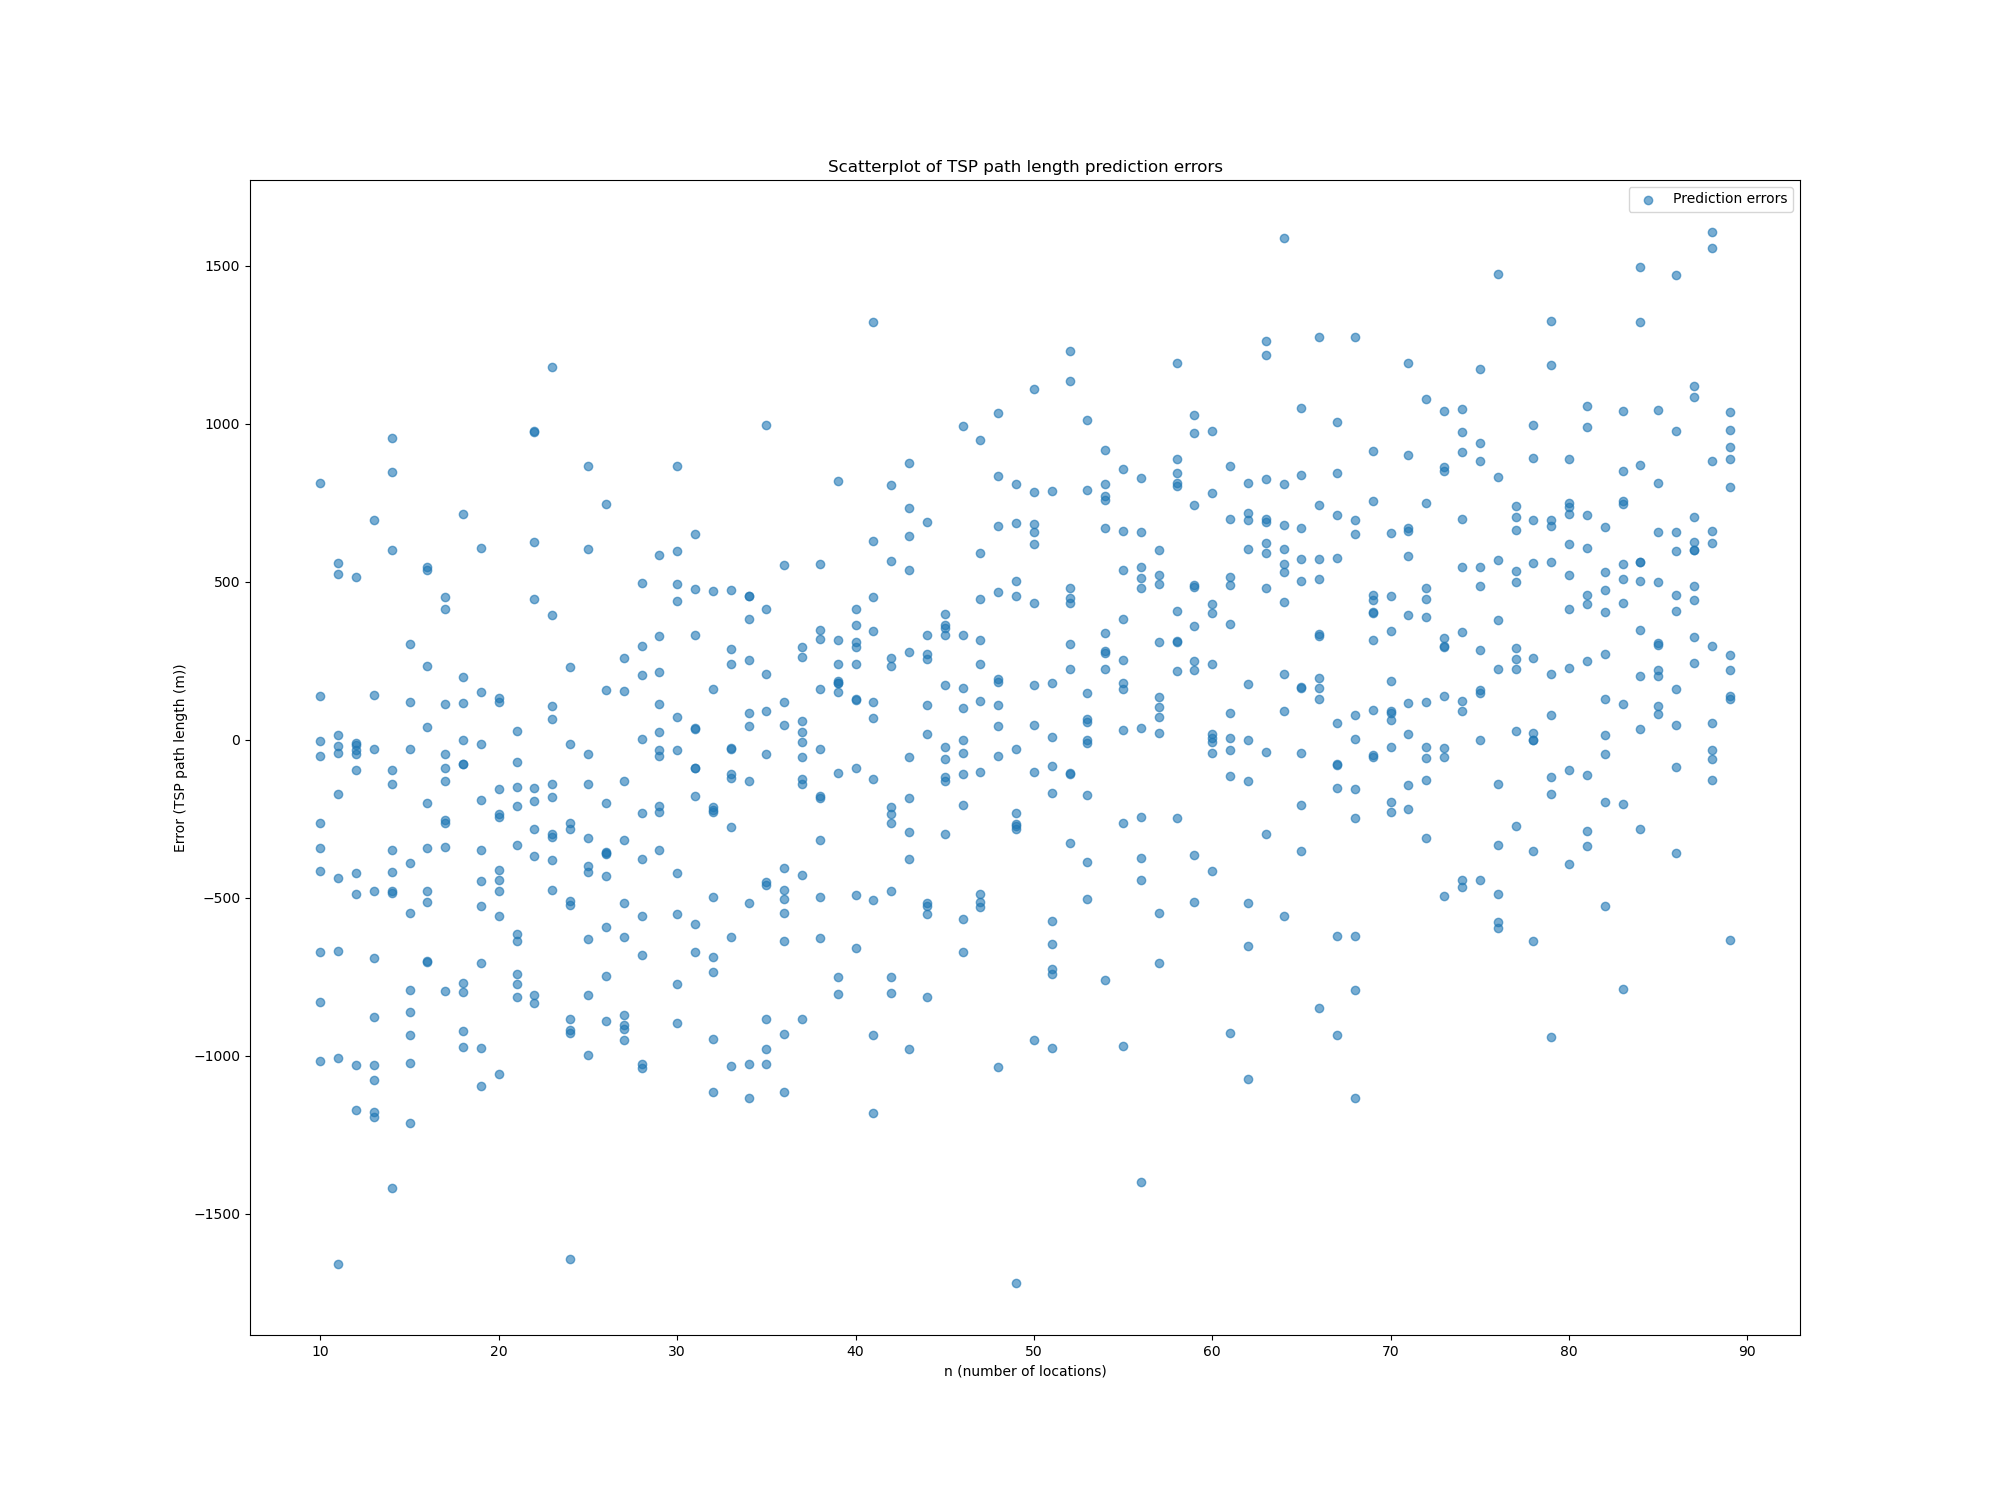 Scatterplot of TSP path length prediction errors
Prediction errors
1500
1000
500
0
−500
−1000
−1500
Error (TSP path length (m))
10 20 30 40 50 60 70 80 90
n (number of locations)